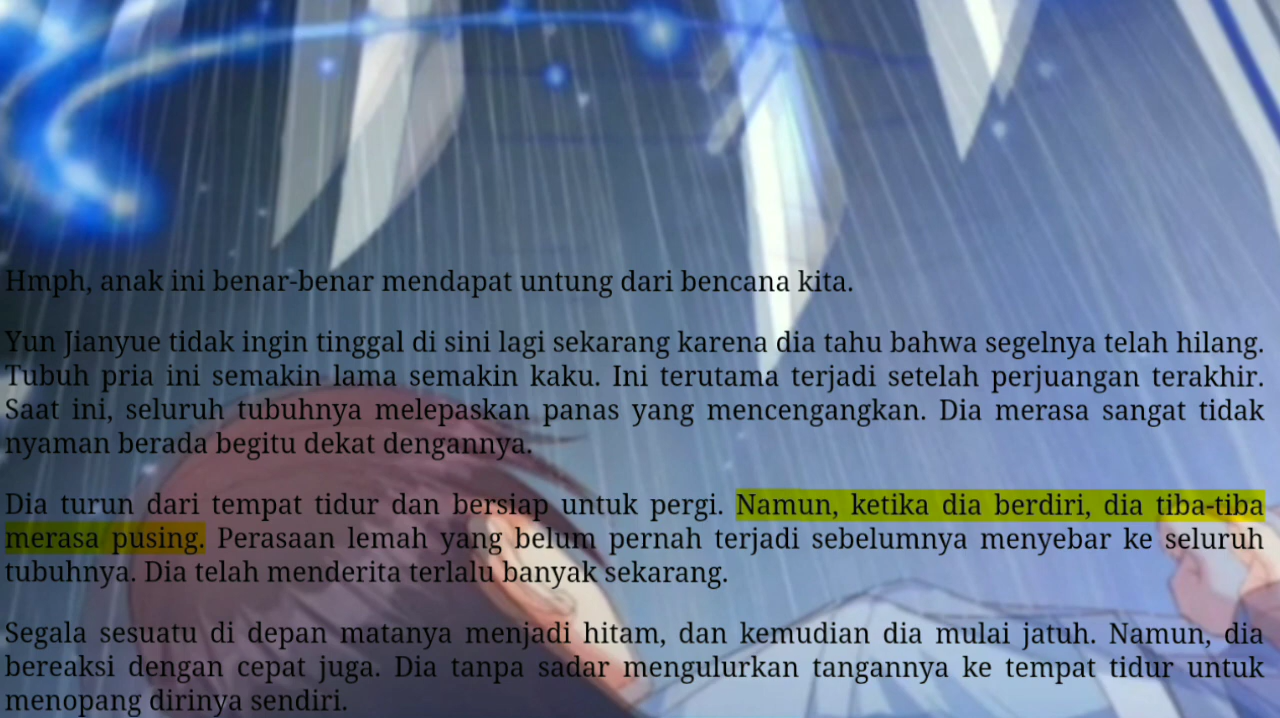 Hmph, anak ini benar-benar mendapat untung dari bencana kita.
Yun Jianyue tidak ingin tinggal di sini lagi sekarang karena dia tahu bahwa segelnya telah hilang.
Tubuh pria ini semakin lama semakin kaku. Ini terutama terjadi setelah perjuangan terakhir.
Saat ini, seluruh tubuhnya melepaskan panas yang mencengangkan. Dia merasa sangat tidak
nyaman berada begitu dekat dengannya.
Dia turun dari tempat tidur dan bersiap untuk pergi. Namun, ketika dia berdiri, dia tiba-tiba
merasa pusing. Perasaan lemah yang belum pernah terjadi sebelumnya menyebar ke seluruh
tubuhnya. Dia telah menderita terlalu banyak sekarang.
Segala sesuatu di depan matanya menjadi hitam, dan kemudian dia mulai jatuh. Namun, dia
bereaksi dengan cepat juga. Dia tanpa sadar mengulurkan tangannya ke tempat tidur untuk
menopang dirinya sendiri.